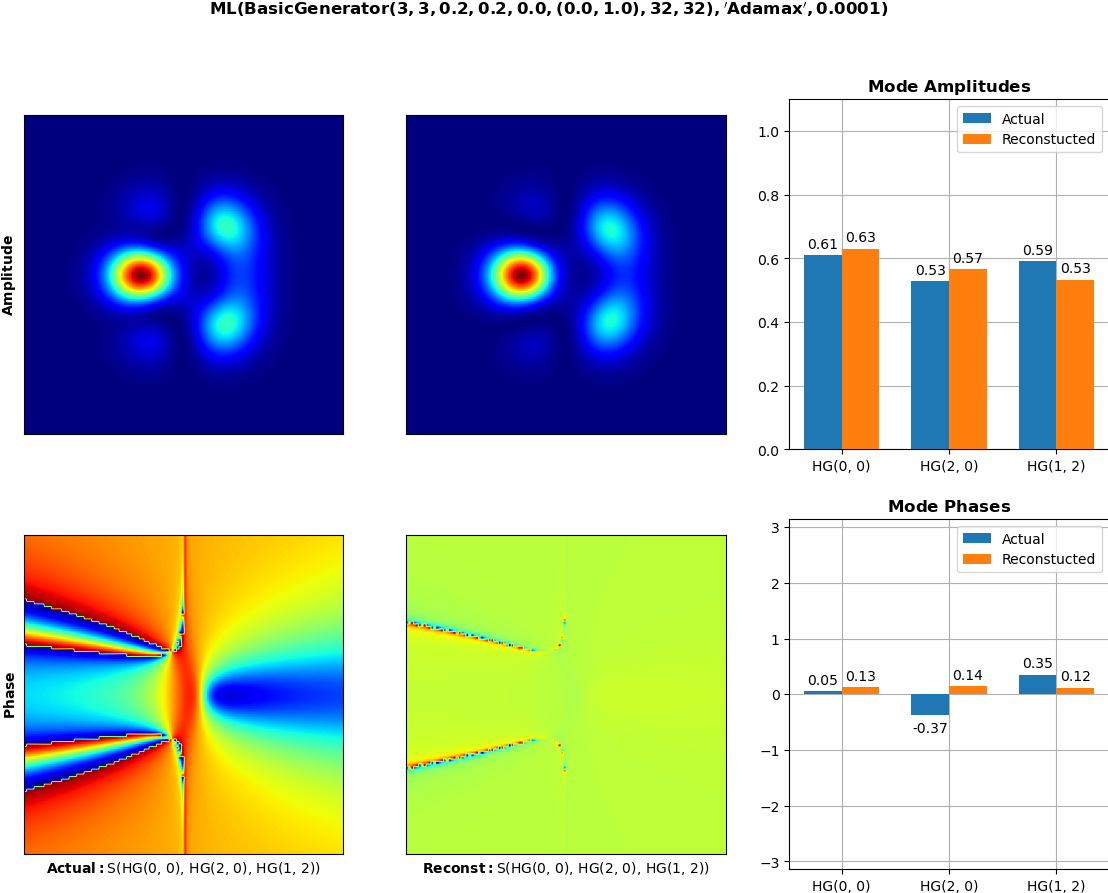 ML(BasicGenerator(3, 3, 0.2, 0.2, 0.0, (0.0, 1.0), 32, 32), ′Adamax′, 0.0001)
Amplitude
Mode Amplitudes
Actual
Reconstucted
1.0
0.8
0.6
0.4
0.2
0.0
0.61
0.63
0.53
0.57
0.59
0.53
HG(0, 0)
HG(2, 0)
HG(1, 2)
Phase
Actual: S(HG(0, 0), HG(2, 0), HG(1, 2))
Reconst: S(HG(0, 0), HG(2, 0), HG(1, 2))
Mode Phases
Actual
Reconstucted
3
2
1
0
−1
−2
−3
0.05
0.13
-0.37
0.14
0.35
0.12
HG(0, 0)
HG(2, 0)
HG(1, 2)